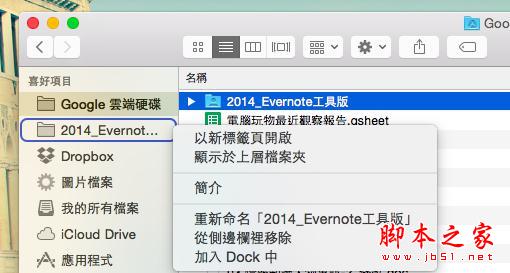 Goo
喜好項目
名稱
Google 雲端硬碟
2014_Evernote工具版
2014_Evernot...
電腦玩物最近觀察報告.gsheet
以新標籤頁開啟
Dropbox
顯示於上層檔案夾
圖片檔案
簡介
我的所有檔案
重新命名「2014_Evernote工具版」
iCloud Drive
從側邊欄裡移除
應用程式
加入 Dock 中
脚本之家
www.jb51.net